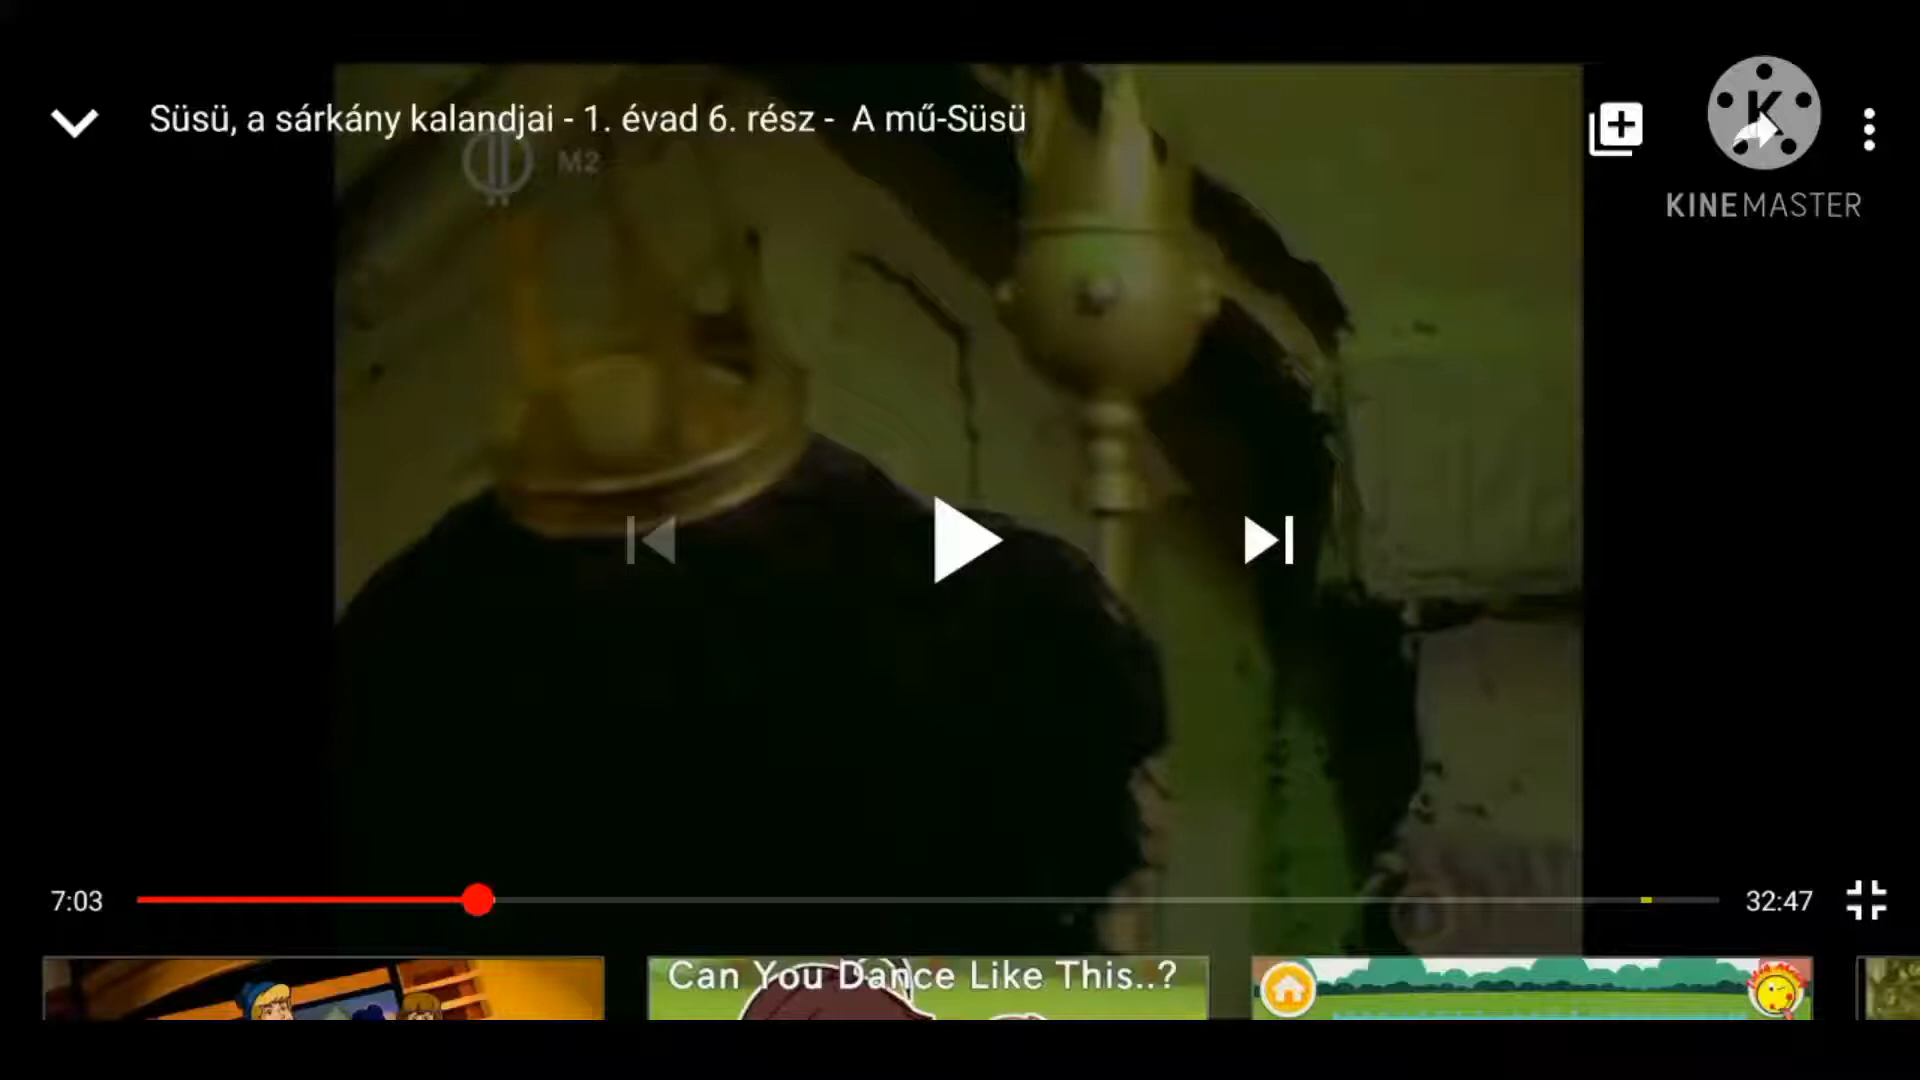 Süsü, a sárkány kalandjai - 1. évad 6. rész - A mű-Süsü
M2
K
KINEMASTER
7:03
32:47
Can You Dance Like This..?